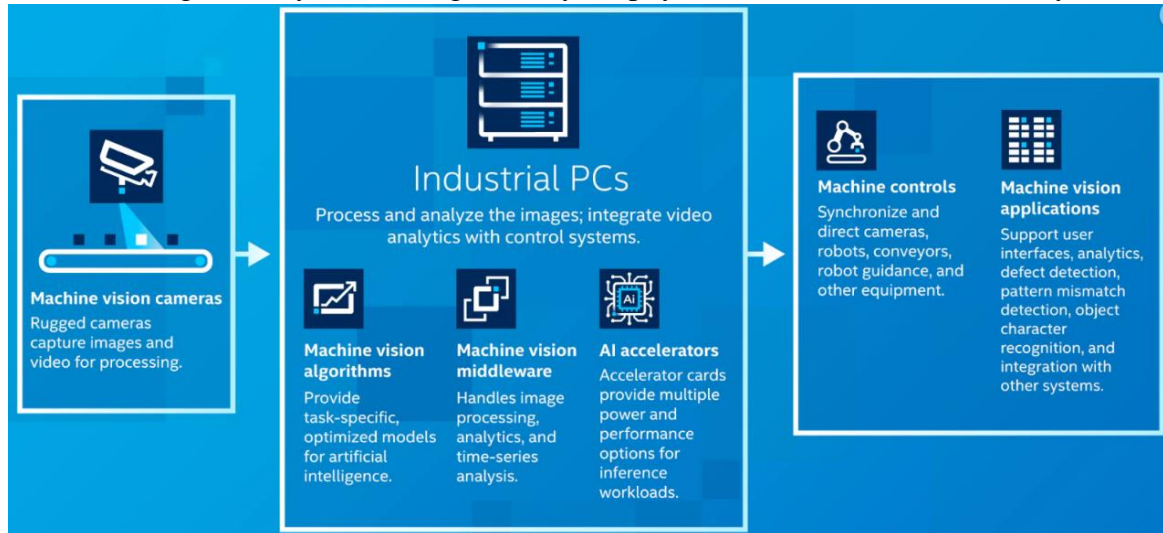 Machine vision cameras
Rugged cameras
capture images and
video for processing.
Industrial PCs
Process and analyze the images; integrate video
analytics with control systems.
Machine vision
algorithms
Provide
task-specific,
optimized models
for artificial
intelligence.
Machine vision
middleware
Handles image
processing,
analytics, and
time-series
analysis.
Ai
AI accelerators
Accelerator cards
provide multiple
power and
performance
options for
inference
workloads.
Machine controls
Synchronize and
direct cameras,
robots, conveyors,
robot guidance, and
other equipment.
Machine vision
applications
Support user
interfaces, analytics,
defect detection,
pattern mismatch
detection, object
character
recognition, and
integration with
other systems.